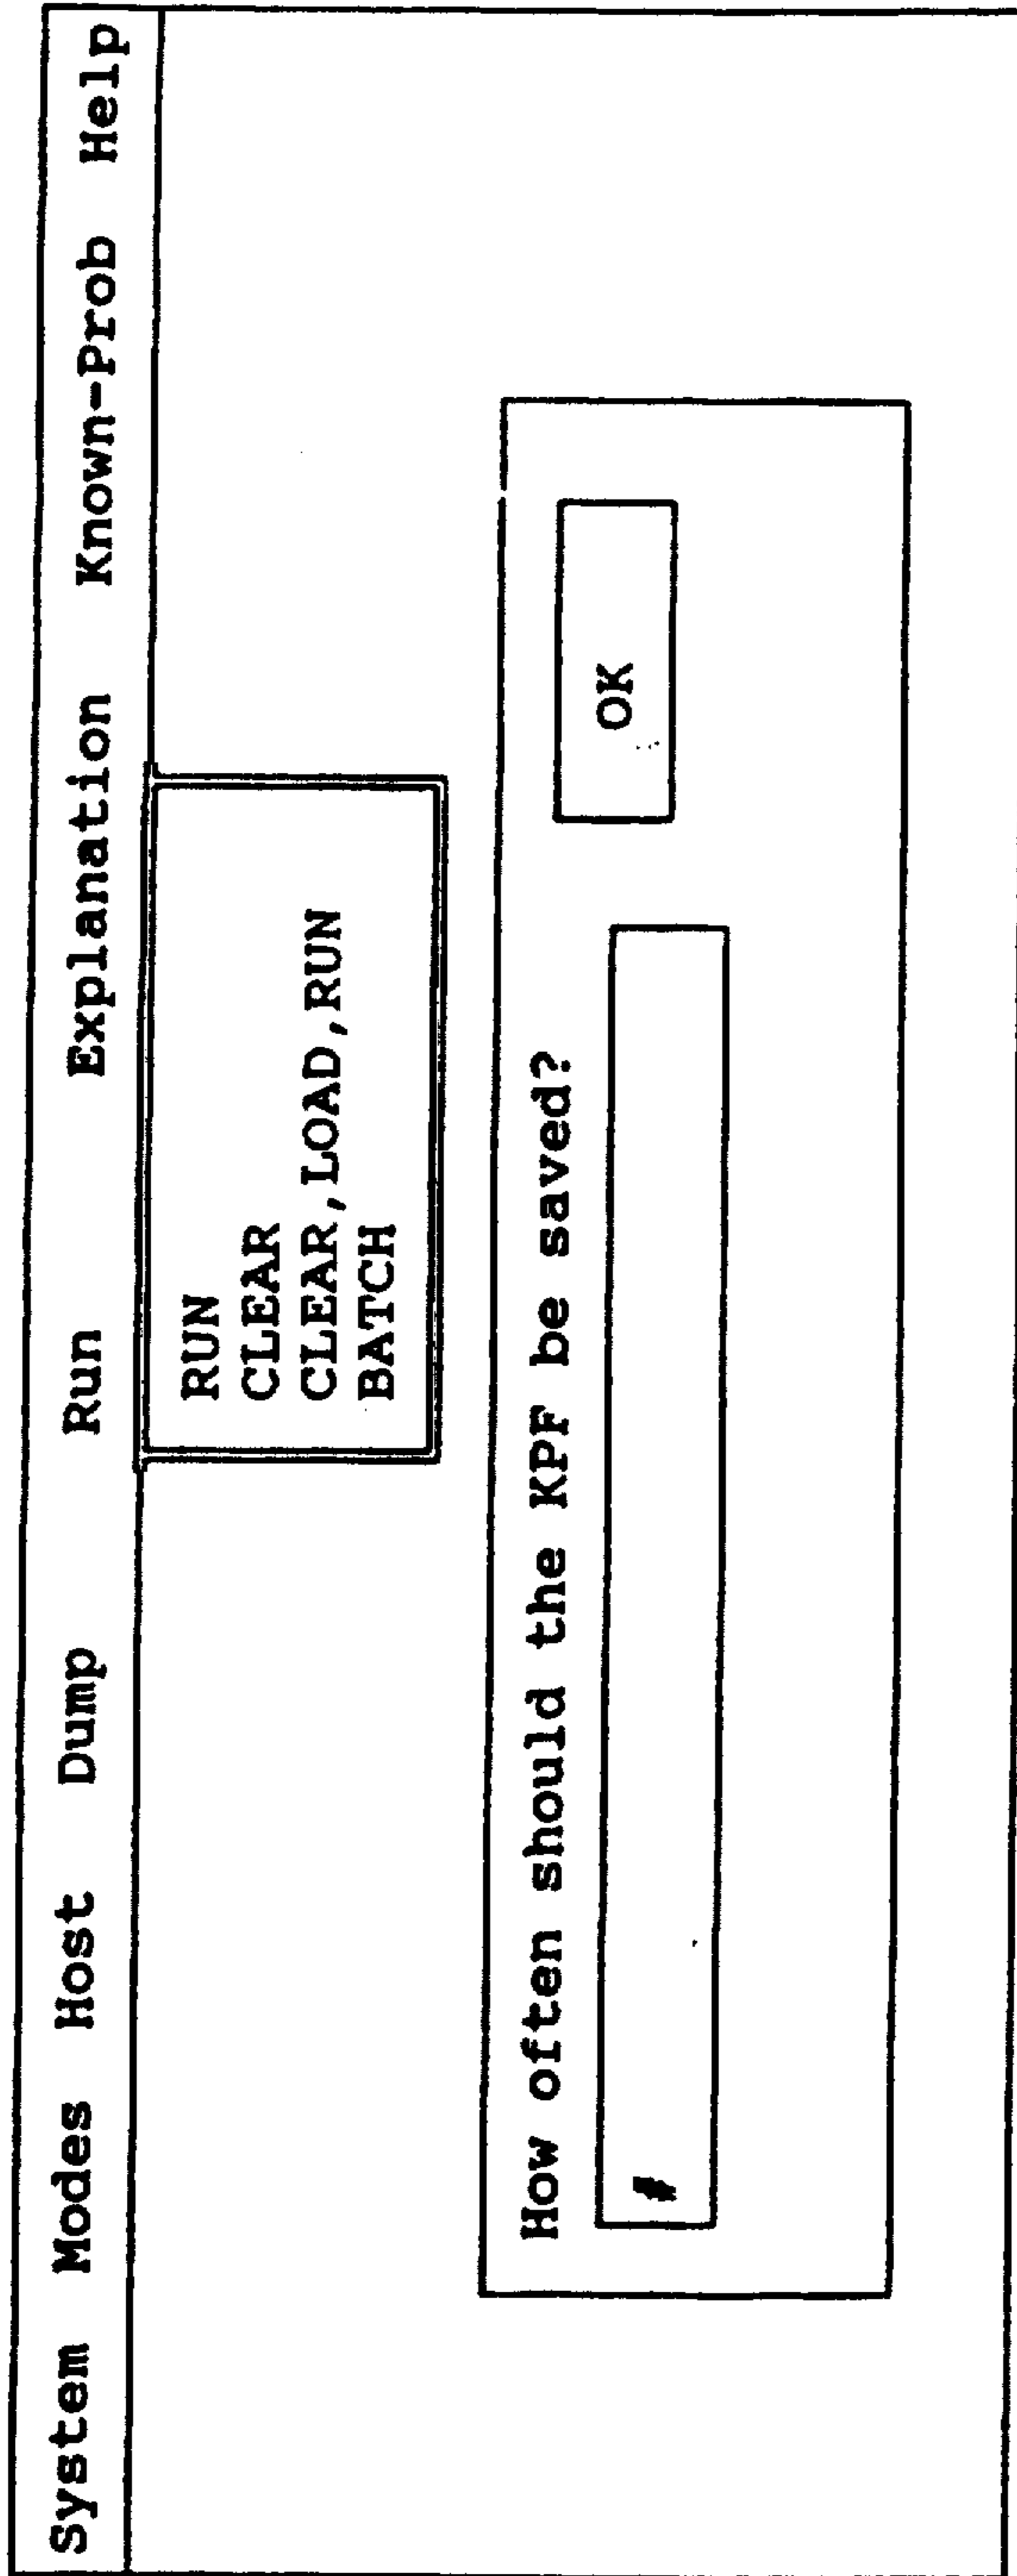 System Modes Host Dump Run Explanation Known-Prob Help
RUN
CLEAR
CLEAR,LOAD,RUN
BATCH
How often should the KPF be saved?
#
OK